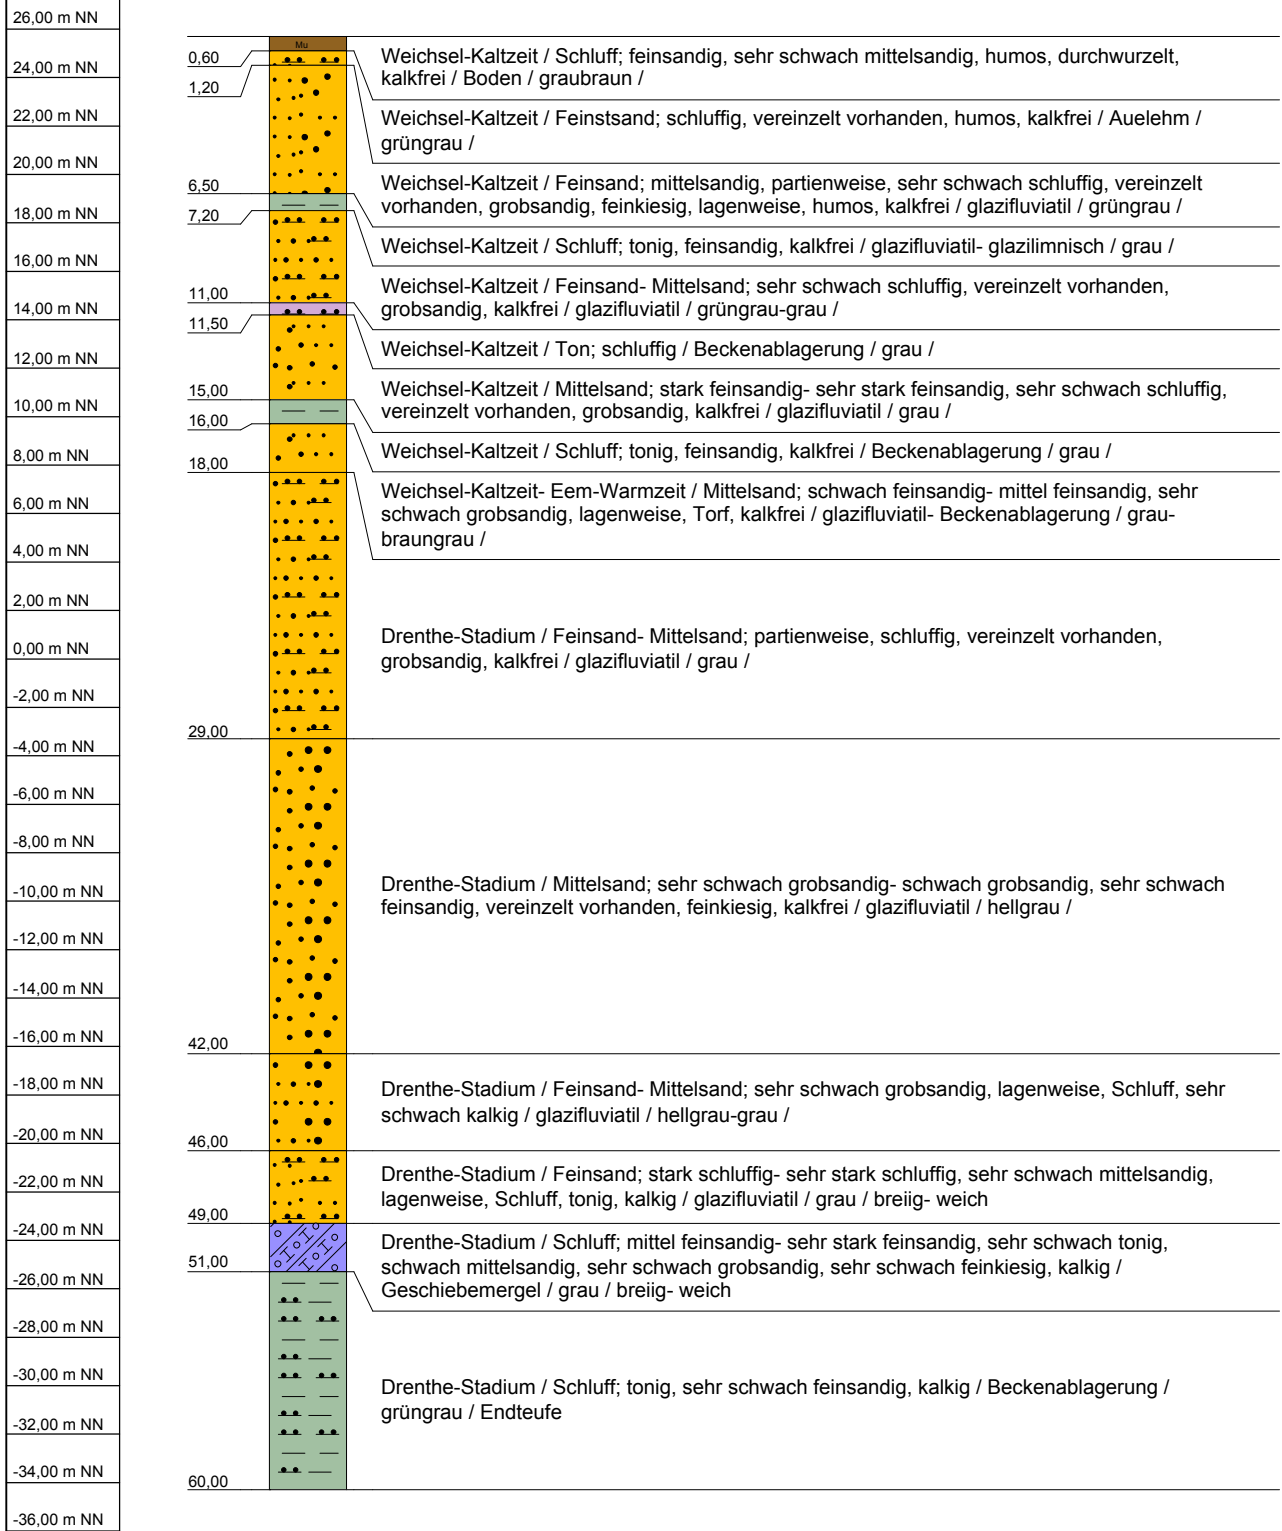 26,00 m NN
24,00 m NN
22,00 m NN
20,00 m NN
18,00 m NN
16,00 m NN
14,00 m NN
12,00 m NN
10,00 m NN
8,00 m NN
6,00 m NN
4,00 m NN
2,00 m NN
0,00 m NN
-2,00 m NN
-4,00 m NN
-6,00 m NN
-8,00 m NN
-10,00 m NN
-12,00 m NN
-14,00 m NN
-16,00 m NN
-18,00 m NN
-20,00 m NN
-22,00 m NN
-24,00 m NN
-26,00 m NN
-28,00 m NN
-30,00 m NN
-32,00 m NN
-34,00 m NN
-36,00 m NN
0,60
1,20
6,50
7,20
11,00
11,50
15,00
16,00
18,00
29,00
42,00
46,00
49,00
51,00
60,00
Mu
Weichsel-Kaltzeit / Schluff; feinsandig, sehr schwach mittelsandig, humos, durchwurzelt,
kalkfrei / Boden / graubraun /
Weichsel-Kaltzeit / Feinstsand; schluffig, vereinzelt vorhanden, humos, kalkfrei / Auelehm /
grüngrau /
Weichsel-Kaltzeit / Feinsand; mittelsandig, partienweise, sehr schwach schluffig, vereinzelt
vorhanden, grobsandig, feinkiesig, lagenweise, humos, kalkfrei / glazifluviatil / grüngrau /
Weichsel-Kaltzeit / Schluff; tonig, feinsandig, kalkfrei / glazifluviatil- glazilimnisch / grau /
Weichsel-Kaltzeit / Feinsand- Mittelsand; sehr schwach schluffig, vereinzelt vorhanden,
grobsandig, kalkfrei / glazifluviatil / grüngrau-grau /
Weichsel-Kaltzeit / Ton; schluffig / Beckenablagerung / grau /
Weichsel-Kaltzeit / Mittelsand; stark feinsandig- sehr stark feinsandig, sehr schwach schluffig,
vereinzelt vorhanden, grobsandig, kalkfrei / glazifluviatil / grau /
Weichsel-Kaltzeit / Schluff; tonig, feinsandig, kalkfrei / Beckenablagerung / grau /
Weichsel-Kaltzeit- Eem-Warmzeit / Mittelsand; schwach feinsandig- mittel feinsandig, sehr
schwach grobsandig, lagenweise, Torf, kalkfrei / glazifluviatil- Beckenablagerung / grau-
braungrau /
Drenthe-Stadium / Feinsand- Mittelsand; partienweise, schluffig, vereinzelt vorhanden,
grobsandig, kalkfrei / glazifluviatil / grau /
Drenthe-Stadium / Mittelsand; sehr schwach grobsandig- schwach grobsandig, sehr schwach
feinsandig, vereinzelt vorhanden, feinkiesig, kalkfrei / glazifluviatil / hellgrau /
Drenthe-Stadium / Feinsand- Mittelsand; sehr schwach grobsandig, lagenweise, Schluff, sehr
schwach kalkig / glazifluviatil / hellgrau-grau /
Drenthe-Stadium / Feinsand; stark schluffig- sehr stark schluffig, sehr schwach mittelsandig,
lagenweise, Schluff, tonig, kalkig / glazifluviatil / grau / breiig- weich
Drenthe-Stadium / Schluff; mittel feinsandig- sehr stark feinsandig, sehr schwach tonig,
schwach mittelsandig, sehr schwach grobsandig, sehr schwach feinkiesig, kalkig /
Geschiebemergel / grau / breiig- weich
Drenthe-Stadium / Schluff; tonig, sehr schwach feinsandig, kalkig / Beckenablagerung /
grüngrau / Endteufe